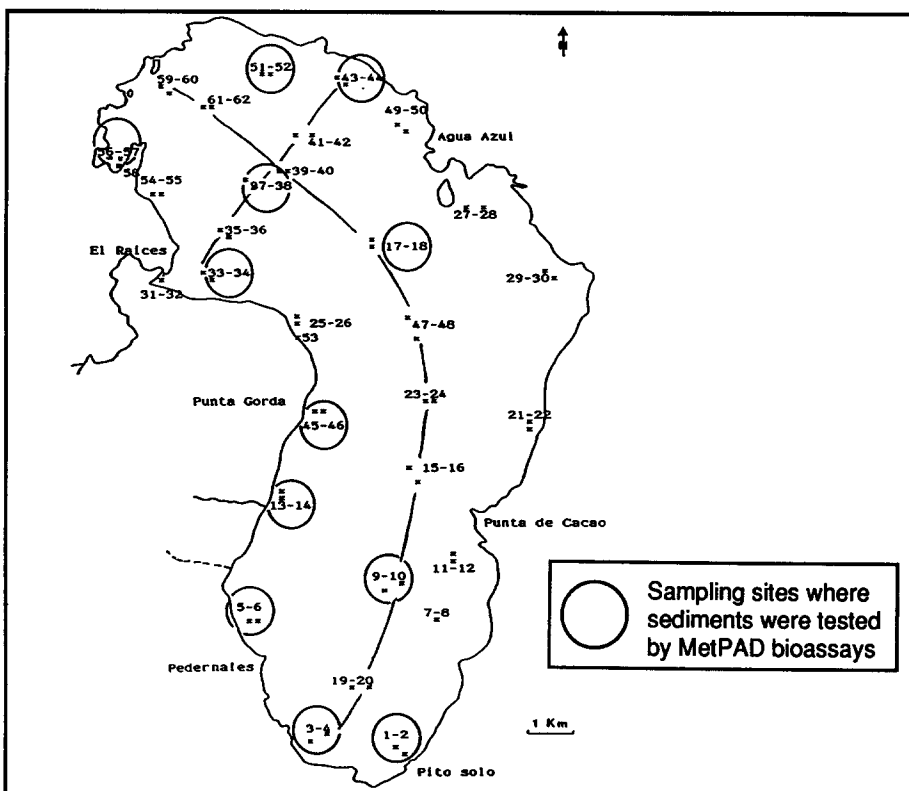 N
51-52
43-44
59-60
61-62
49-50
41-42
Agua Azul
56-57
58
54-55
39-40
37-38
27-28
35-36
17-18
El Raices
33-34
29-30
31-32
25-26
47-48
53
23-24
Punta Gorda
21-22
45-46
15-16
13-14
Punta de Cacao
11-12
9-10
5-6
7-8
Sampling sites where
sediments were tested
by MetPAD bioassays
Pedernales
19-20
3-4
1-2
1 Km
Pito solo